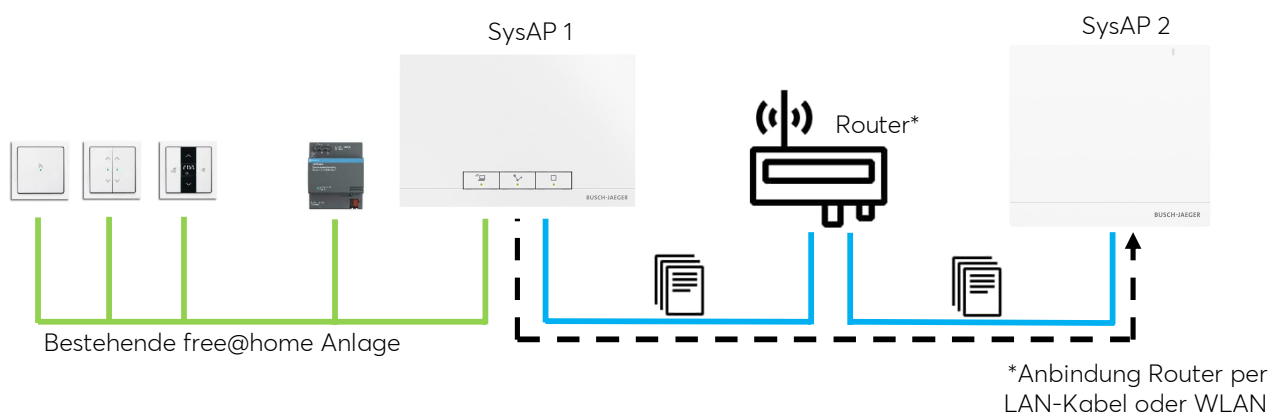 SysAP 1
SysAP 2
Router*
BUSCH-JAEGER
BUSCH-JAEGER
Bestehende free@home Anlage
*Anbindung Router per
LAN-Kabel oder WLAN